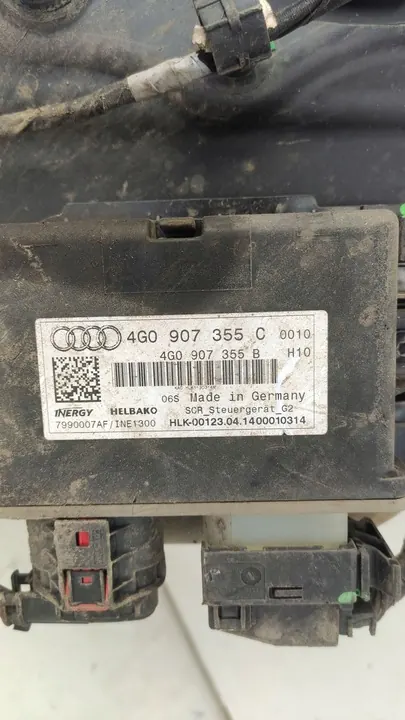 4G0 907 355 C 0010
4G0 907 355 B H10
06S Made in Germany
INERGY HELBAKO SCR_Steuergerät_G2
7990007AF/INE1300 HLK-00123.04.1400010314